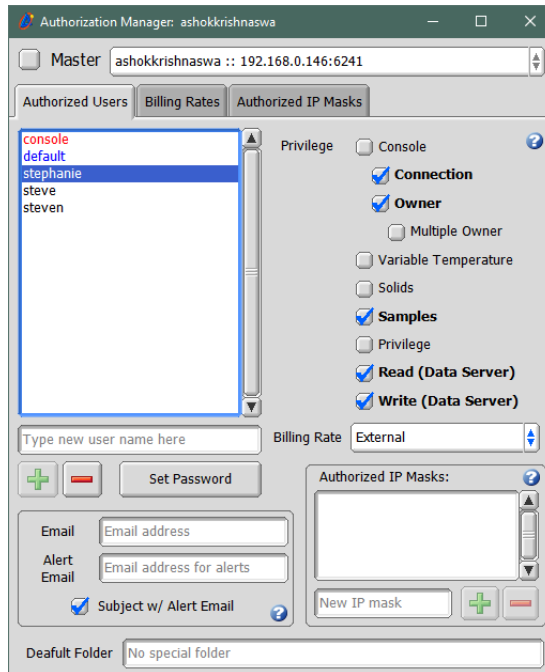 Authorization Manager: ashokkrishnaswa
Master
ashokkrishnaswa :: 192.168.0.146:6241
Authorized Users
Billing Rates
Authorized IP Masks
console
default
stephanie
steve
steven
Privilege
Console
Connection
Owner
Multiple Owner
Variable Temperature
Solids
Samples
Privilege
Read (Data Server)
Write (Data Server)
Type new user name here
Billing Rate
External
Set Password
Authorized IP Masks:
Email
Email address
Alert
Email
Email address for alerts
Subject w/ Alert Email
New IP mask
Deafult Folder
No special folder